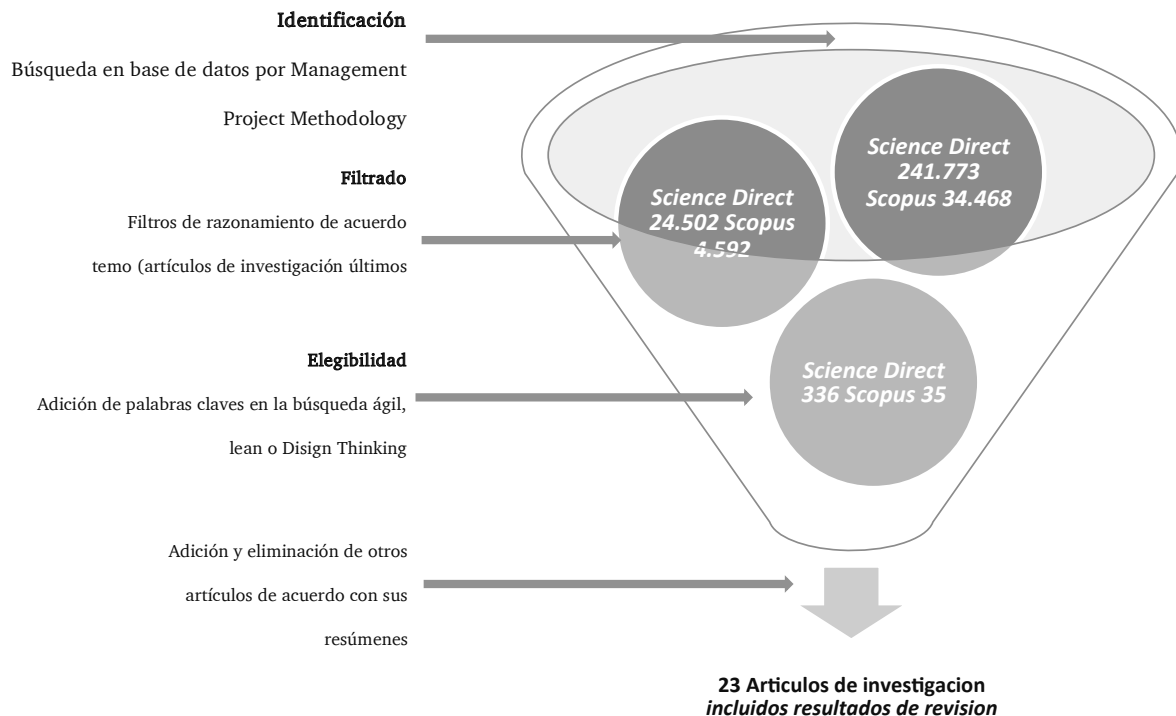 Identificación
Búsqueda en base de datos por Management
Project Methodology
Filtrado
Filtros de razonamiento de acuerdo
temo (artículos de investigación últimos
Elegibilidad
Adición de palabras claves en la búsqueda ágil,
lean o Disign Thinking
Adición y eliminación de otros
artículos de acuerdo con sus
resúmenes
Science Direct
241.773
Scopus 34.468
Science Direct
24.502 Scopus
4.592
Science Direct
336 Scopus 35
23 Articulos de investigacion
incluidos resultados de revision